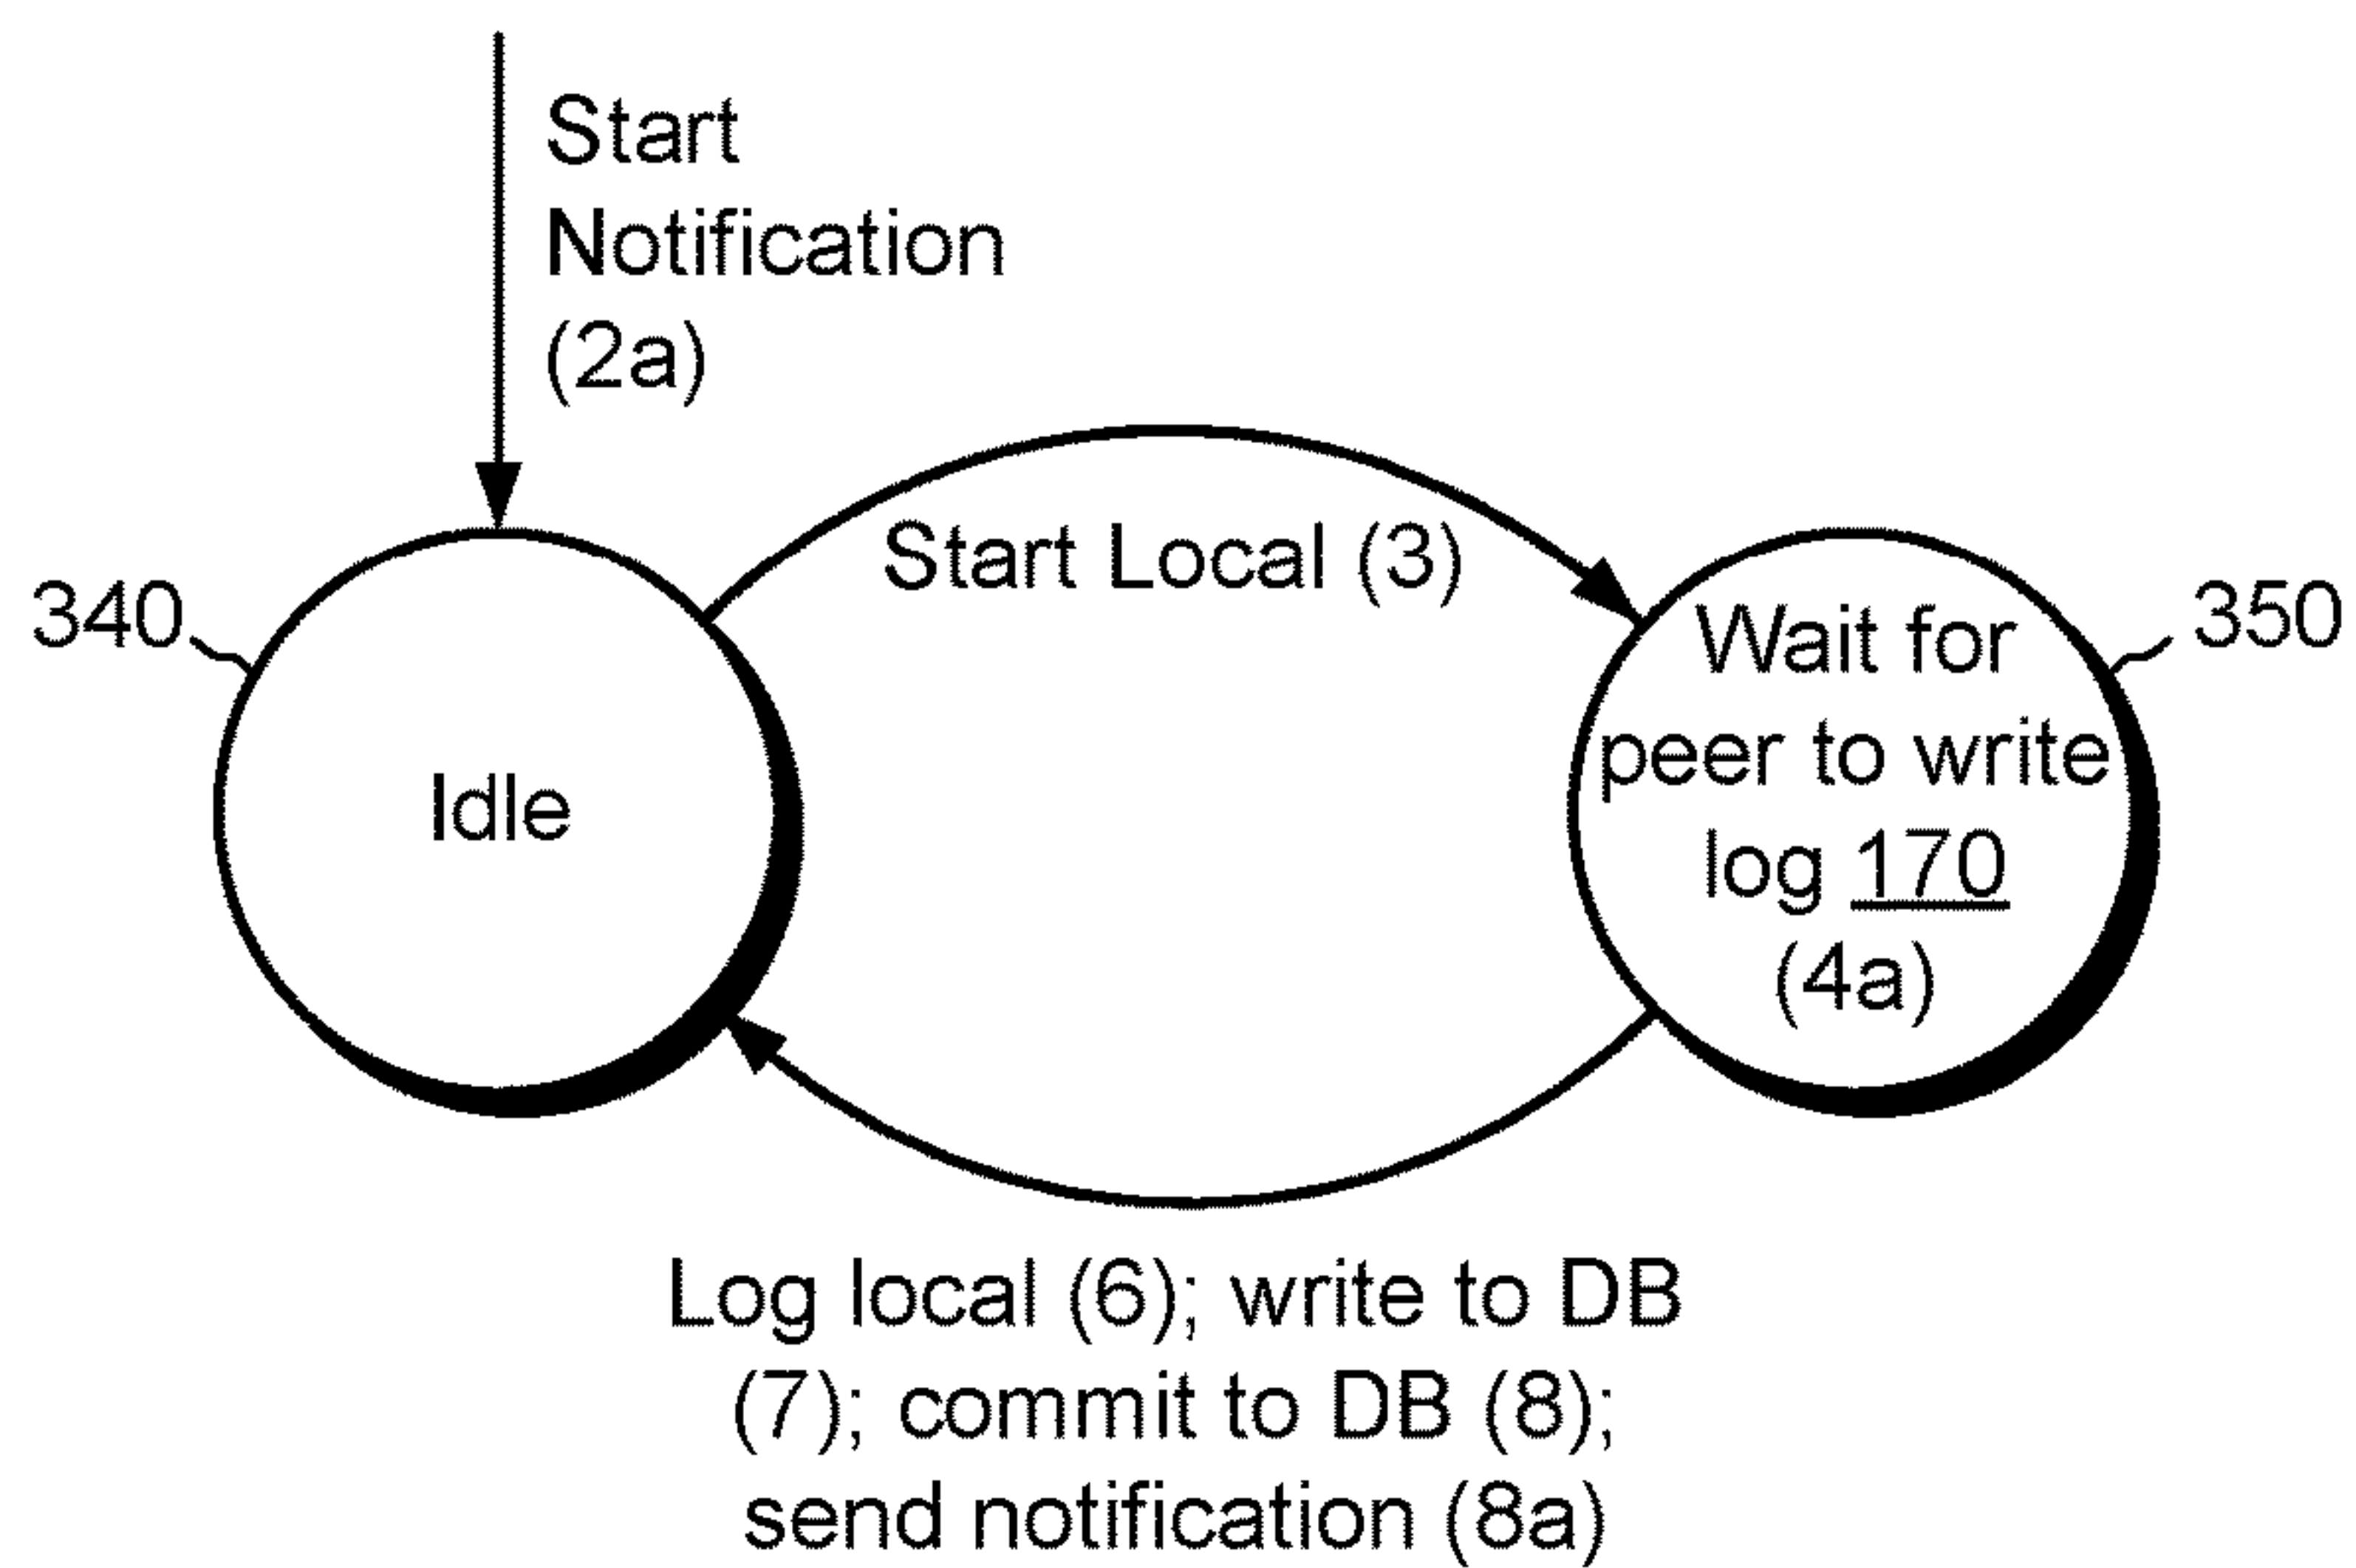 Start
Notification
(2a)
Start Local (3)
340
350
Wait for
peer to write
log 170
(4a)
Idle
Log local (6); write to DB
(7); commit to DB (8);
send notification (8a)